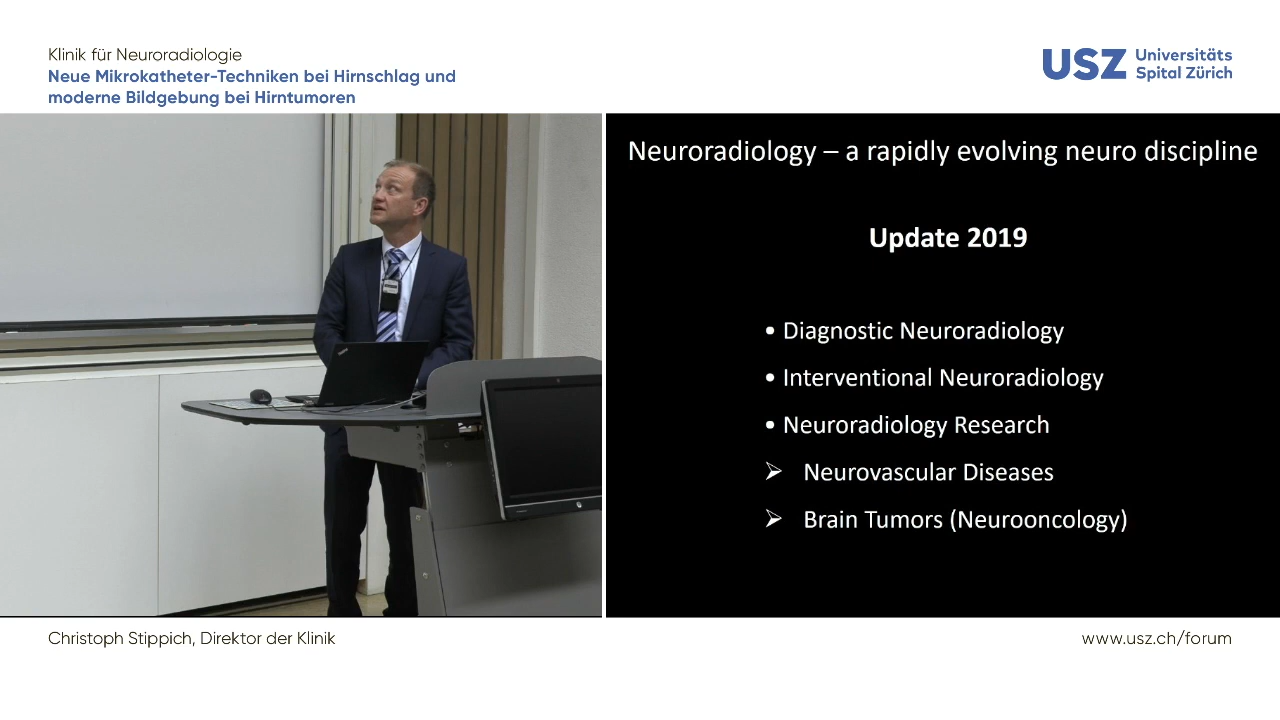 Klinik für Neuroradiologie
Neue Mikrokatheter-Techniken bei Hirnschlag und
moderne Bildgebung bei Hirntumoren
USZ Universitäts
Spital Zürich
Neuroradiology – a rapidly evolving neuro discipline
Update 2019
• Diagnostic Neuroradiology
• Interventional Neuroradiology
• Neuroradiology Research
➢ Neurovascular Diseases
➢ Brain Tumors (Neurooncology)
Christoph Stippich, Direktor der Klinik
www.usz.ch/forum